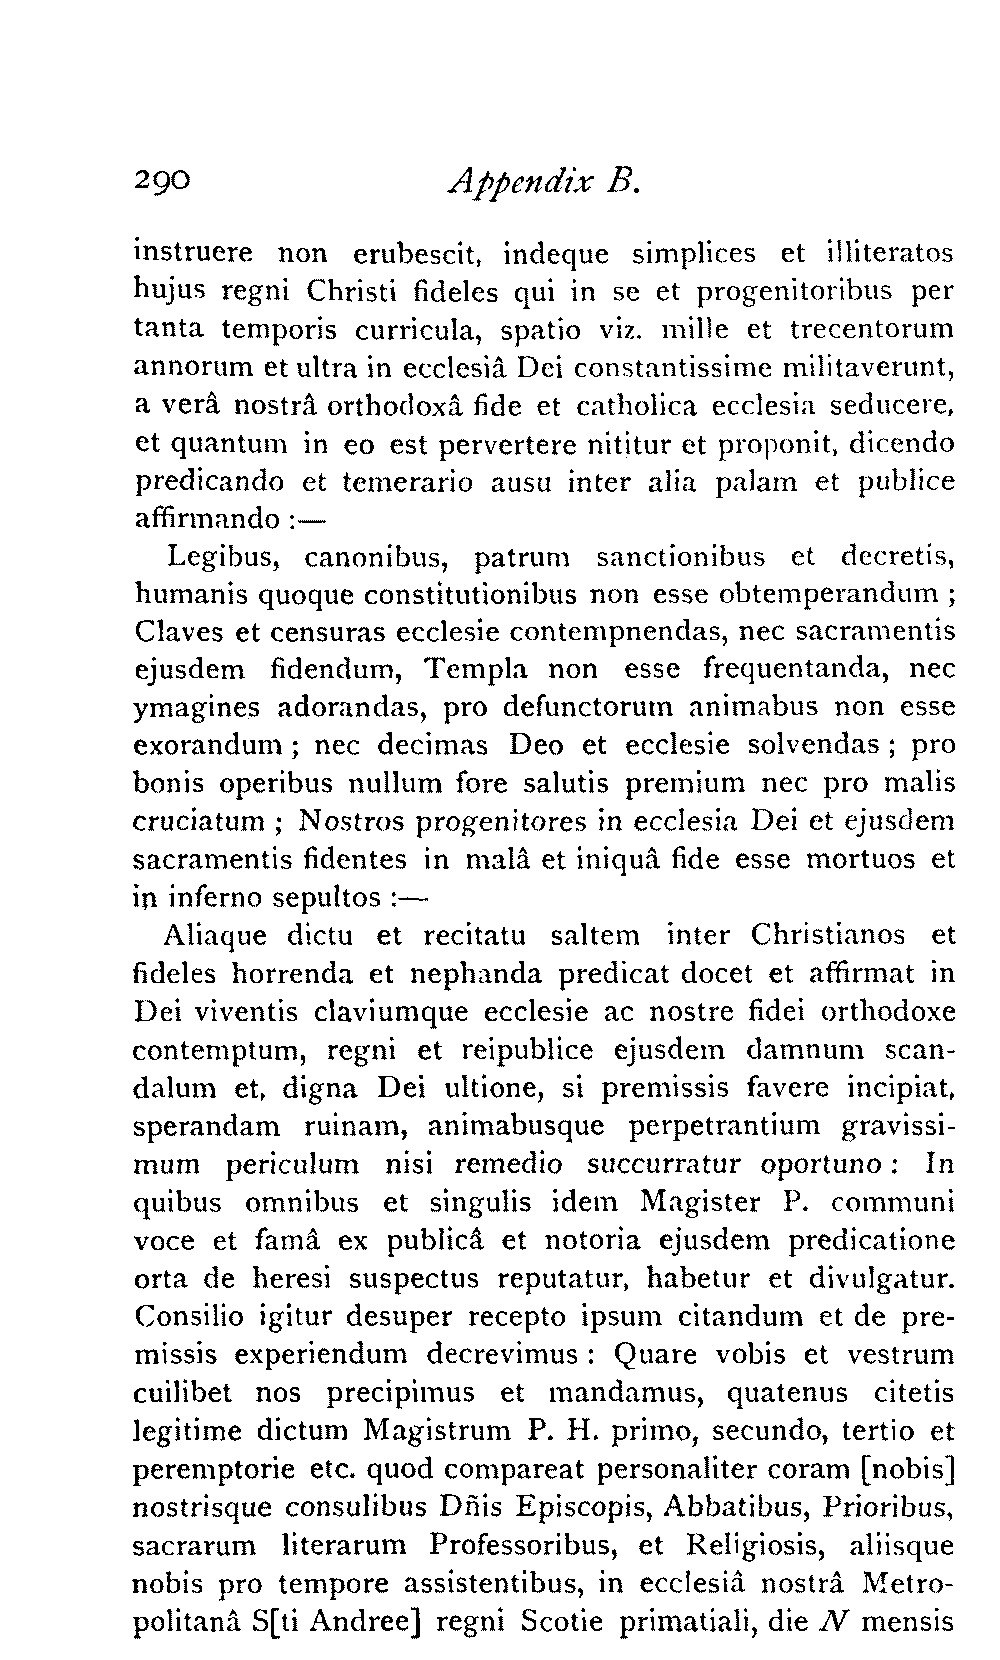 290 Appendix B.
instruere non erubescit, indeque simplices et illiteratos
hujus regni Christi fideles qui in se et progenitoribus per
tanta temporis curricula, spatio viz. mille et trecentorum
annorum et ultra in ecclesiâ Dei constantissime militaverunt,
a verâ nostrâ orthodoxâ fide et catholica ecclesia seducere,
et quantum in eo est pervertere nititur et proponit, dicendo
predicando et temerario ausu inter alia palam et publice
affirmando :—
Legibus, canonibus, patrum sanctionibus et decretis,
humanis quoque constitutionibus non esse obtemperandum ;
Claves et censuras ecclesie contempnendas, nec sacramentis
ejusdem fidendum, Templa non esse frequentanda, nec
ymagines adorandas, pro defunctorum animabus non esse
exorandum ; nec decimas Deo et ecclesie solvendas ; pro
bonis operibus nullum fore salutis premium nec pro malis
cruciatum ; Nostros progenitores in ecclesia Dei et ejusdem
sacramentis fidentes in malâ et iniquâ fide esse mortuos et
in inferno sepultos :—
Aliaque dictu et recitatu saltem inter Christianos et
fideles horrenda et nephanda predicat docet et affirmat in
Dei viventis claviumque ecclesie ac nostre fidei orthodoxe
contemptum, regni et reipublice ejusdem damnum scan-
dalum et, digna Dei ultione, si premissis favere incipiat,
sperandam ruinam, animabusque perpetrantium gravissi-
mum periculum nisi remedio succurratur oportuno : In
quibus omnibus et singulis idem Magister P. communi
voce et famâ ex publicâ et notoria ejusdem predicatione
orta de heresi suspectus reputatur, habetur et divulgatur.
Consilio igitur desuper recepto ipsum citandum et de pre-
missis experiendum decrevimus : Quare vobis et vestrum
cuilibet nos precipimus et mandamus, quatenus citetis
legitime dictum Magistrum P. H. primo, secundo, tertio et
peremptorie etc. quod compareat personaliter coram [nobis]
nostrisque consulibus Dñis Episcopis, Abbatibus, Prioribus,
sacrarum literarum Professoribus, et Religiosis, aliisque
nobis pro tempore assistentibus, in ecclesiâ nostrâ Metro-
politanâ S[ti Andree] regni Scotie primatiali, die N mensis